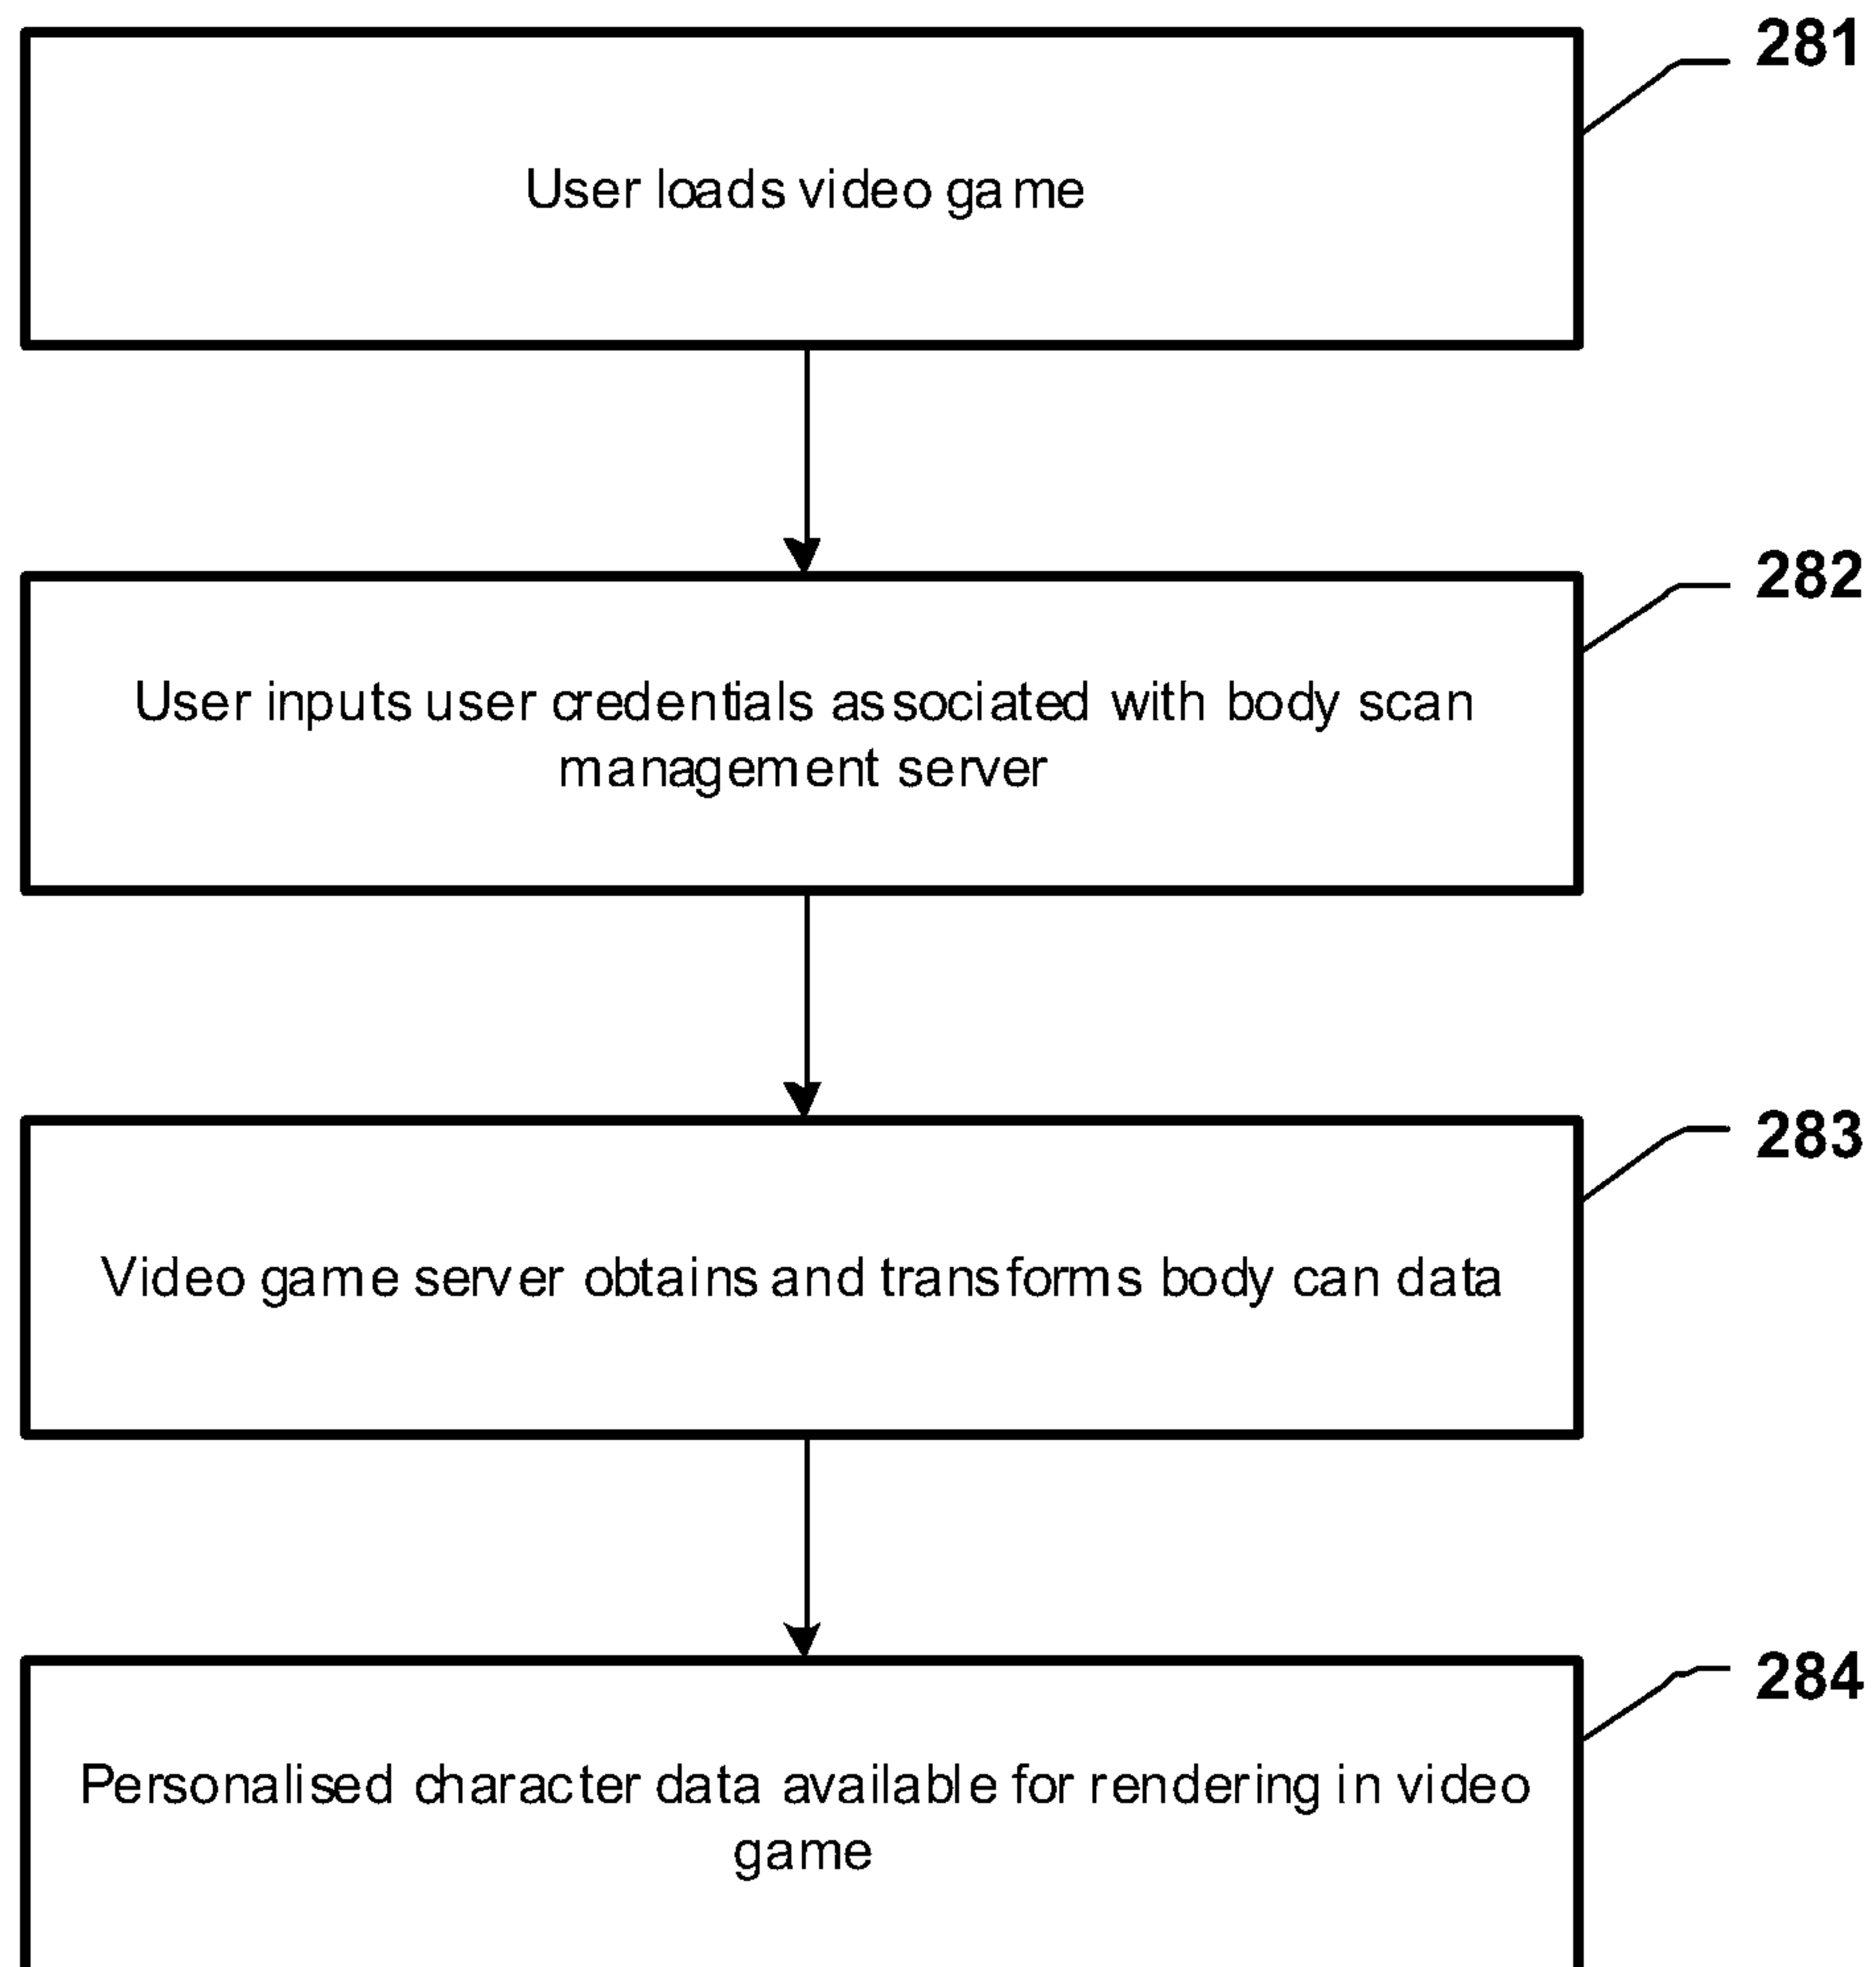 281
User loads video game
282
User inputs user credentials associated with body scan
management server
283
Video game server obtains and transforms body can data
284
Personalised character data available for rendering in video
game